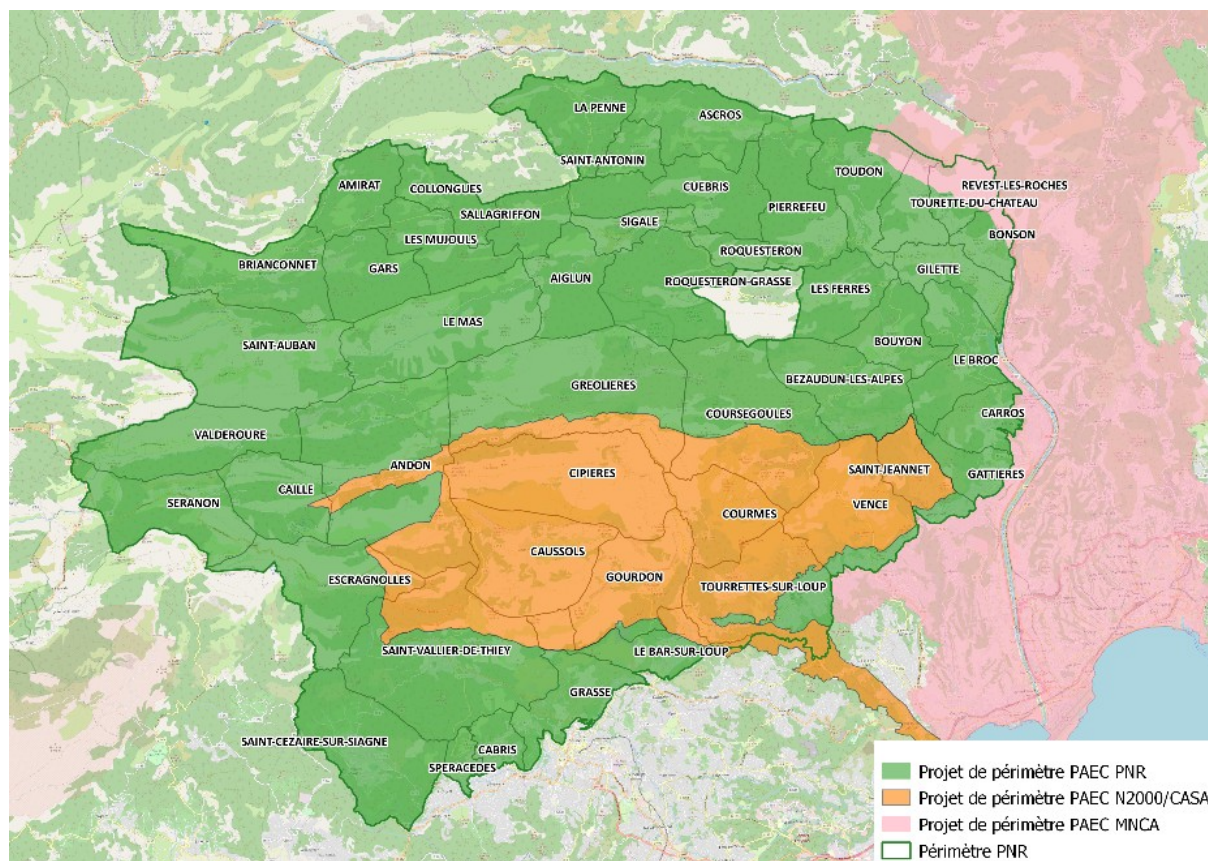 LA PENNE
ASCROS
SAINT-ANTONIN
TOUDON
AMIRAT
COLLONGUES
CUEBRIS
REVEST-LES-ROCHES
TOURETTE-DU-CHATEAU
SALLAGRIFFON
SIGALE
PIERREFEU
BONSON
LES MUJOULS
ROQUESTERON
BRIANCONNET
GARS
GILETTE
AIGLUN
ROQUESTERON-GRASSE
LES FERRES
LE MAS
SAINT-AUBAN
BOUYON
LE BROC
GREOLIERES
BEZAUDUN-LES-ALPES
COURSEGOULES
CARROS
VALDEROURE
ANDON
CIPIERES
SAINT-JEANNET
GATTIERES
CAILLE
SERANON
VENCE
COURMES
CAUSSOLS
ESCRAGNOLLES
GOURDON
TOURRETTES-SUR-LOUP
SAINT-VALLIER-DE-THIEY
LE BAR-SUR-LOUP
GRASSE
SAINT-CEZAIRE-SUR-SIAGNE
CABRIS
SPERACEDES
Projet de périmètre PAEC PNR
Projet de périmètre PAEC N2000/CASA
Projet de périmètre PAEC MNCA
Périmètre PNR